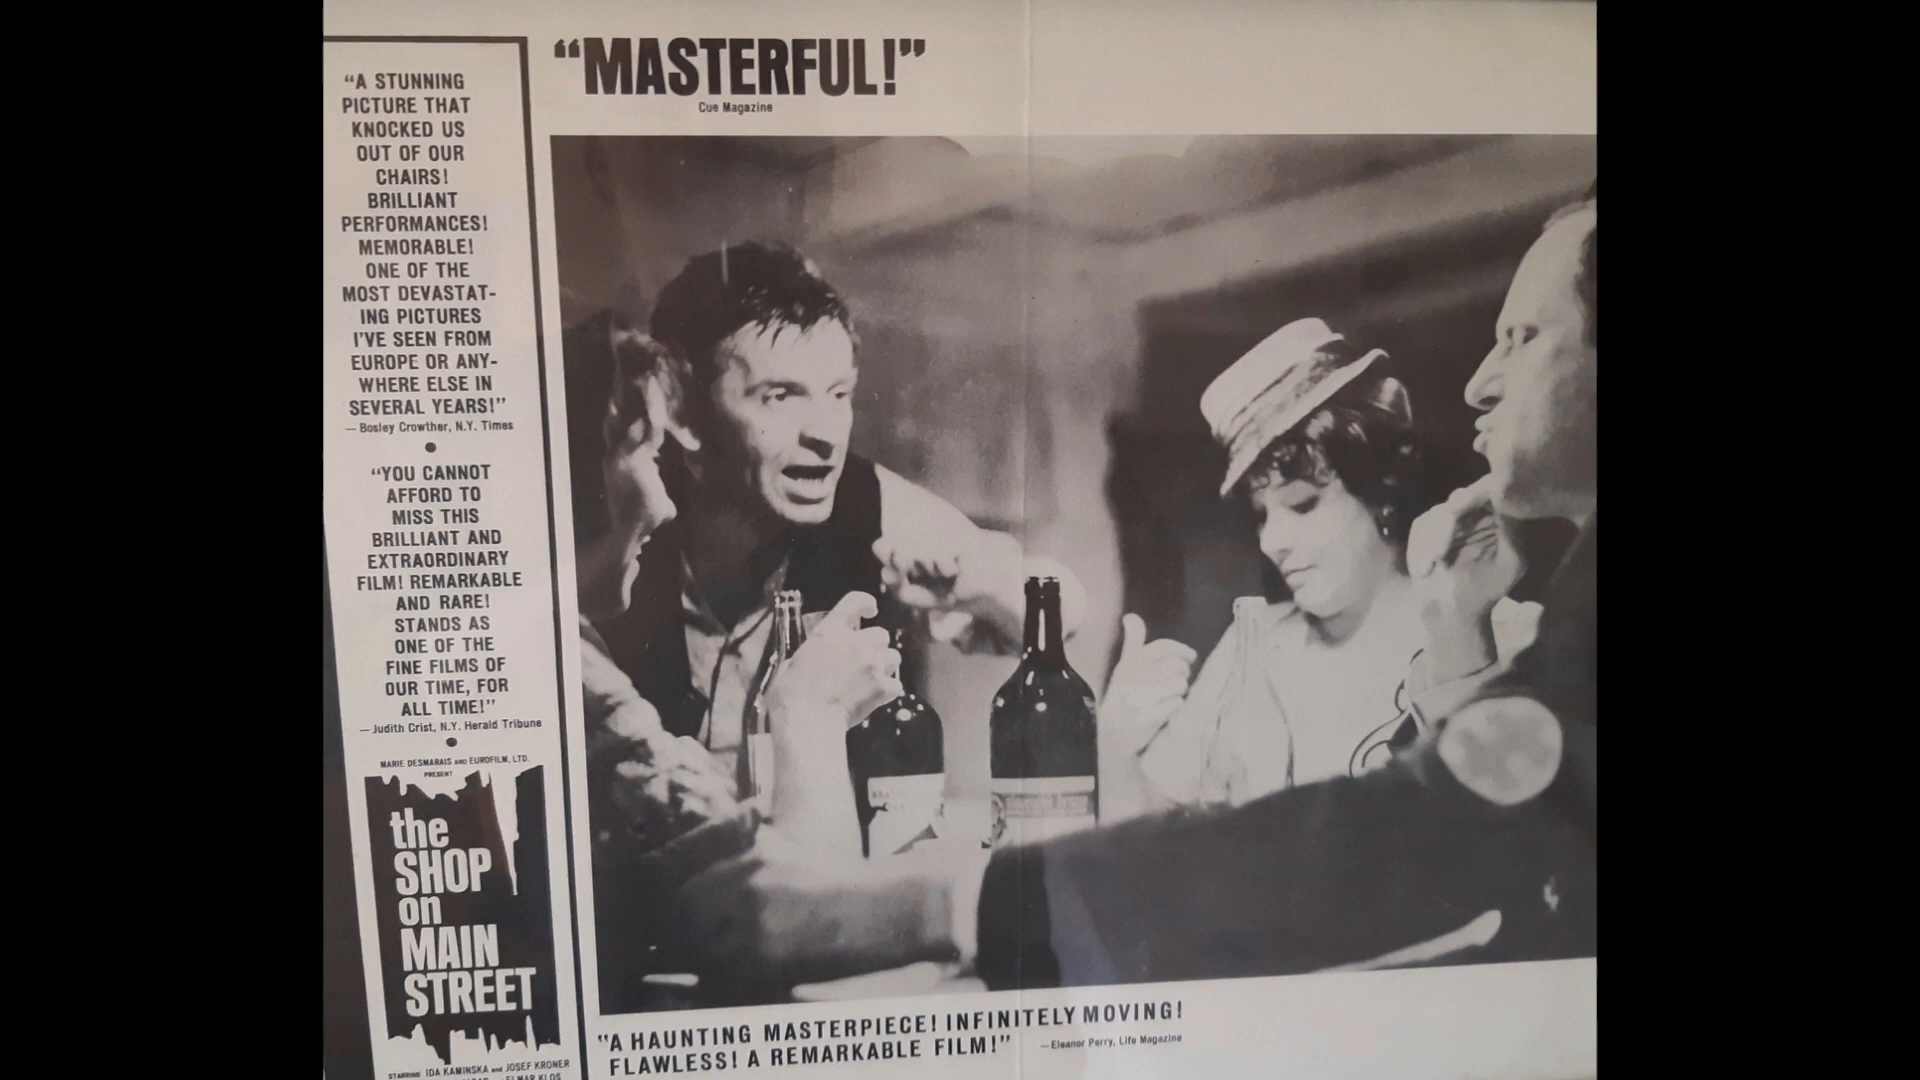 “A STUNNING
PICTURE THAT
KNOCKED US
OUT OF OUR
CHAIRS!
BRILLIANT
PERFORMANCES!
MEMORABLE!
ONE OF THE
MOST DEVASTAT-
ING PICTURES
I’VE SEEN FROM
EUROPE OR ANY-
WHERE ELSE IN
SEVERAL YEARS!”
— Bosley Crowther, N.Y. Times
“YOU CANNOT
AFFORD TO
MISS THIS
BRILLIANT AND
EXTRAORDINARY
FILM! REMARKABLE
AND RARE!
STANDS AS
ONE OF THE
FINE FILMS OF
OUR TIME, FOR
ALL TIME!”
— Judith Crist, N.Y. Herald Tribune
MARIE DESMARAIS AND EUROFILM, LTD.
PRESENT
the
SHOP
on
MAIN
STREET
STARRING IDA KAMINSKA and JOSEF KRONER
ELMAR KLOS
“MASTERFUL!”
Cue Magazine
“A HAUNTING MASTERPIECE! INFINITELY MOVING!
FLAWLESS! A REMARKABLE FILM!”
—Eleanor Perry, Life Magazine